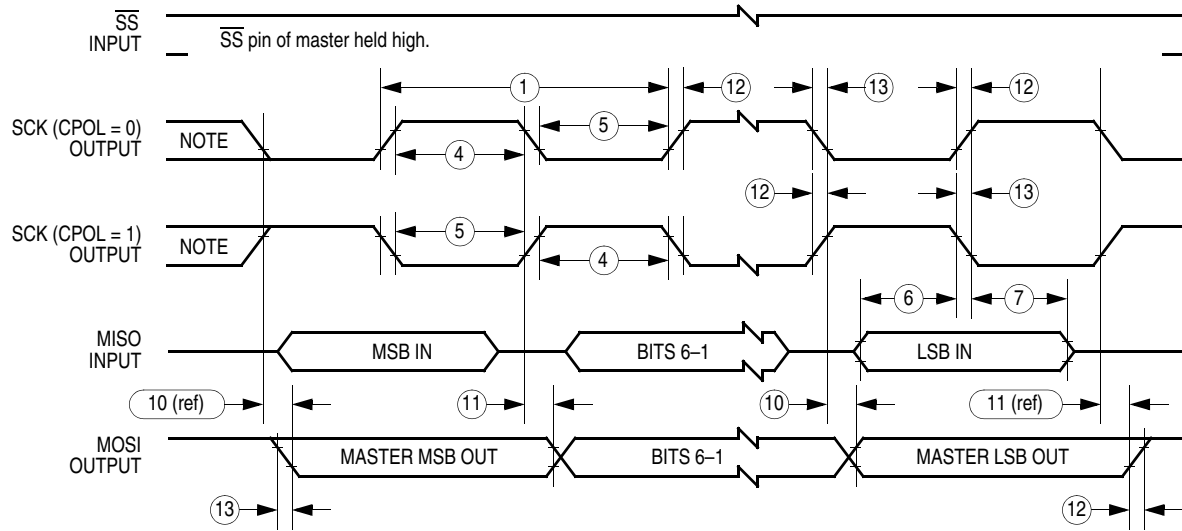 SS
INPUT
SS pin of master held high.
1
12
13
12
SCK (CPOL = 0)
OUTPUT
NOTE
5
4
12
13
SCK (CPOL = 1)
OUTPUT
NOTE
5
4
6
7
MISO
INPUT
MSB IN
BITS 6–1
LSB IN
10 (ref)
11
10
11 (ref)
MOSI
OUTPUT
MASTER MSB OUT
BITS 6–1
MASTER LSB OUT
13
12